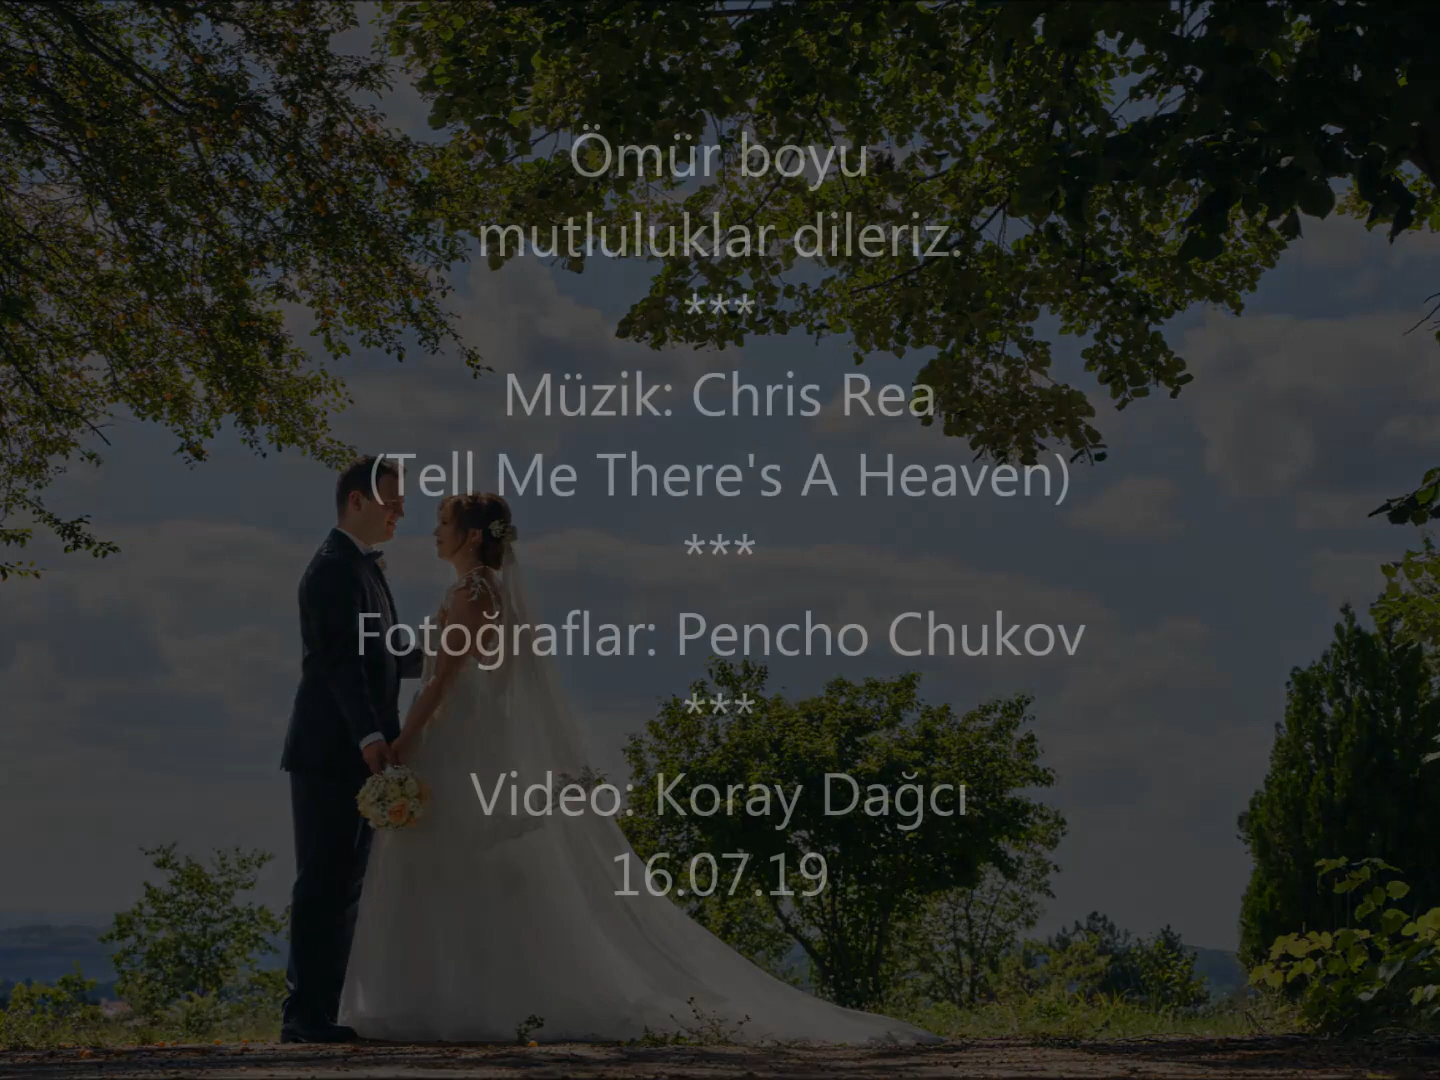 Ömür boyu
mutluluklar dileriz.
***
Müzik: Chris Rea
(Tell Me There's A Heaven)
***
Fotoğraflar: Pencho Chukov
***
Video: Koray Dağcı
16.07.19